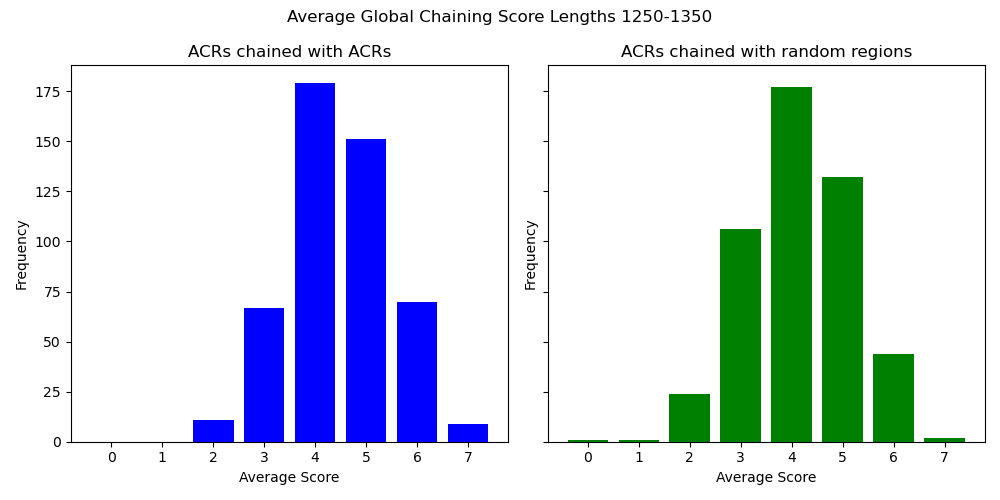 Average Global Chaining Score Lengths 1250-1350
ACRs chained with ACRs
Frequency
175
150
125
100
75
50
25
0
0 1 2 3 4 5 6 7
Average Score
ACRs chained with random regions
Frequency
0 1 2 3 4 5 6 7
Average Score